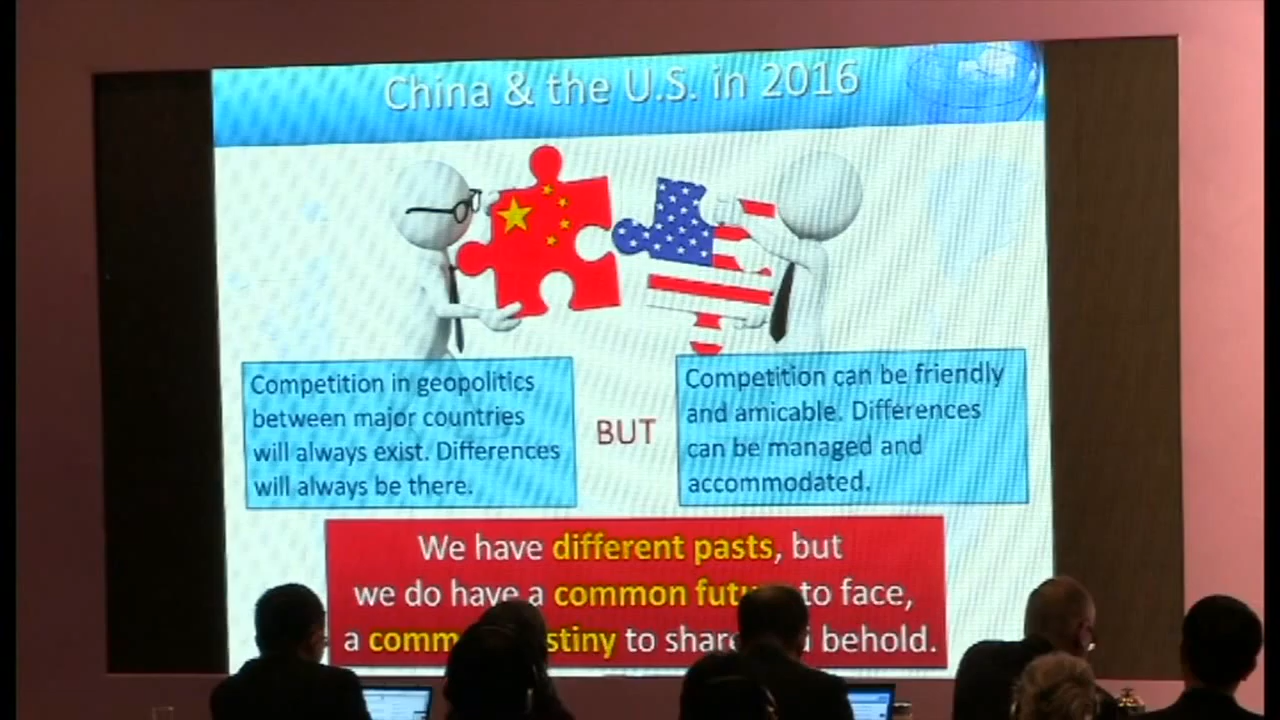 China & the U.S. in 2016
Competition in geopolitics
between major countries
will always exist. Differences
will always be there.
BUT
Competition can be friendly
and amicable. Differences
can be managed and
accommodated.
We have different pasts, but
we do have a common to face,
a to behold.